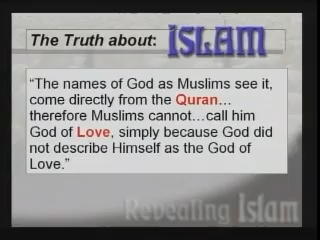 The Truth about: ISLAM
“The names of God as Muslims see it,
come directly from the Quran…
therefore Muslims cannot…call him
God of Love, simply because God did
not describe Himself as the God of
Love.”
Revealing Islam